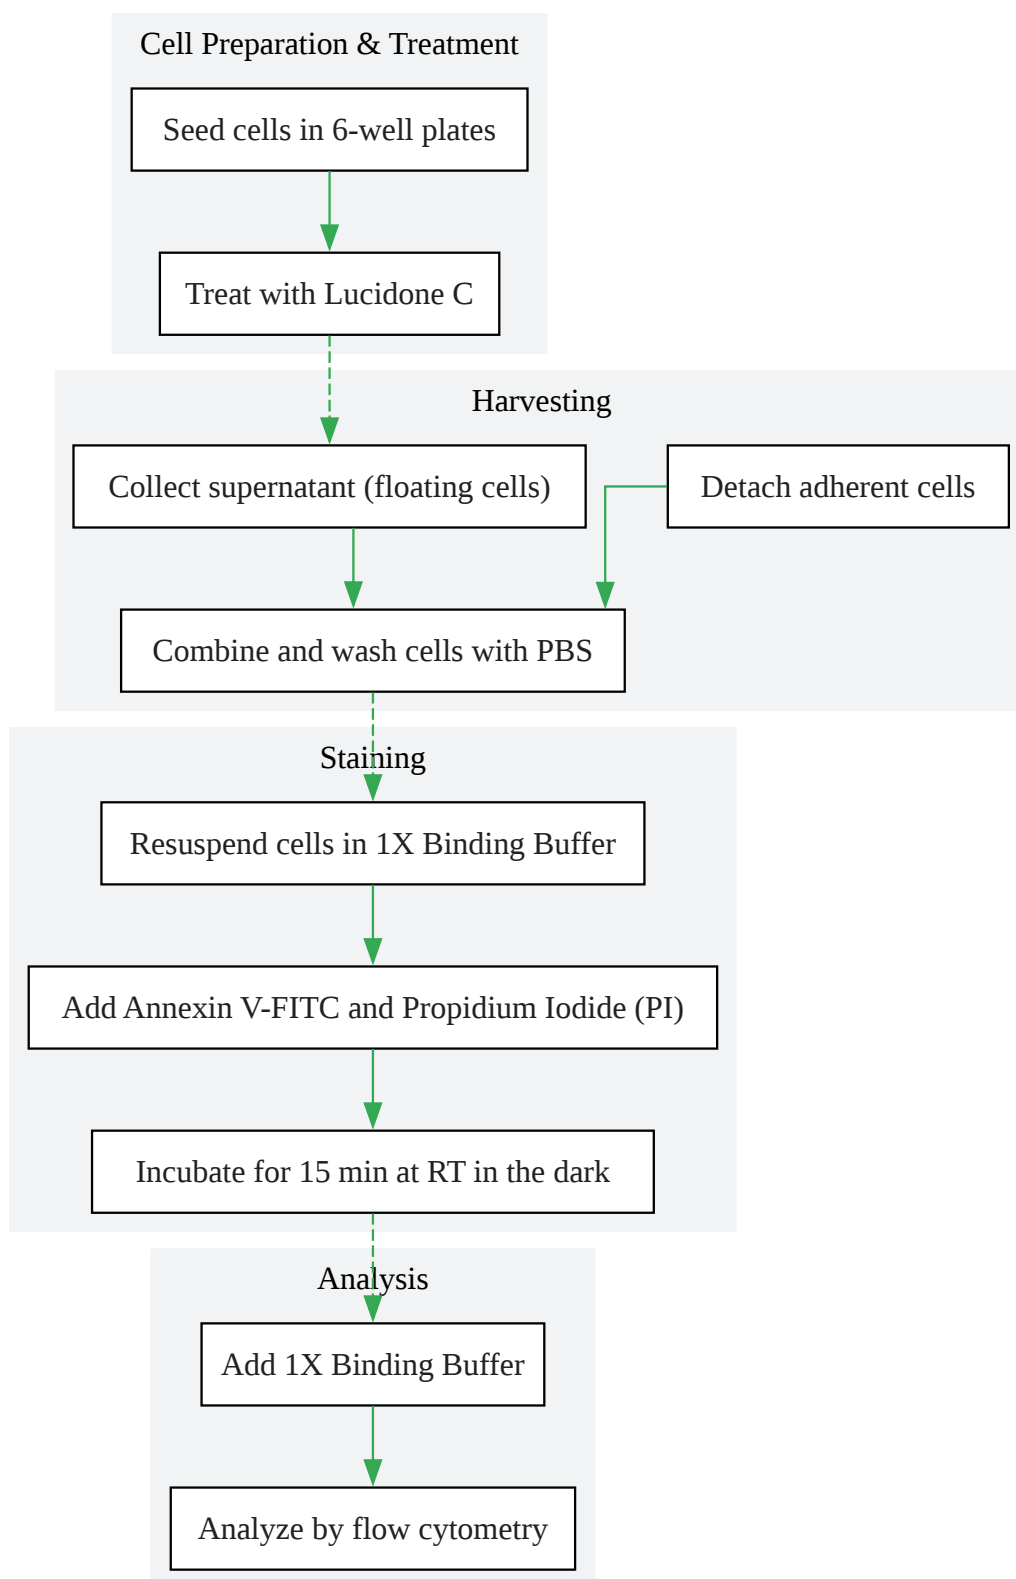 Cell Preparation & Treatment
Seed cells in 6-well plates
Treat with Lucidone C
Harvesting
Collect supernatant (floating cells)
Detach adherent cells
Combine and wash cells with PBS
Staining
Resuspend cells in 1X Binding Buffer
Add Annexin V-FITC and Propidium Iodide (PI)
Incubate for 15 min at RT in the dark
Analysis
Add 1X Binding Buffer
Analyze by flow cytometry